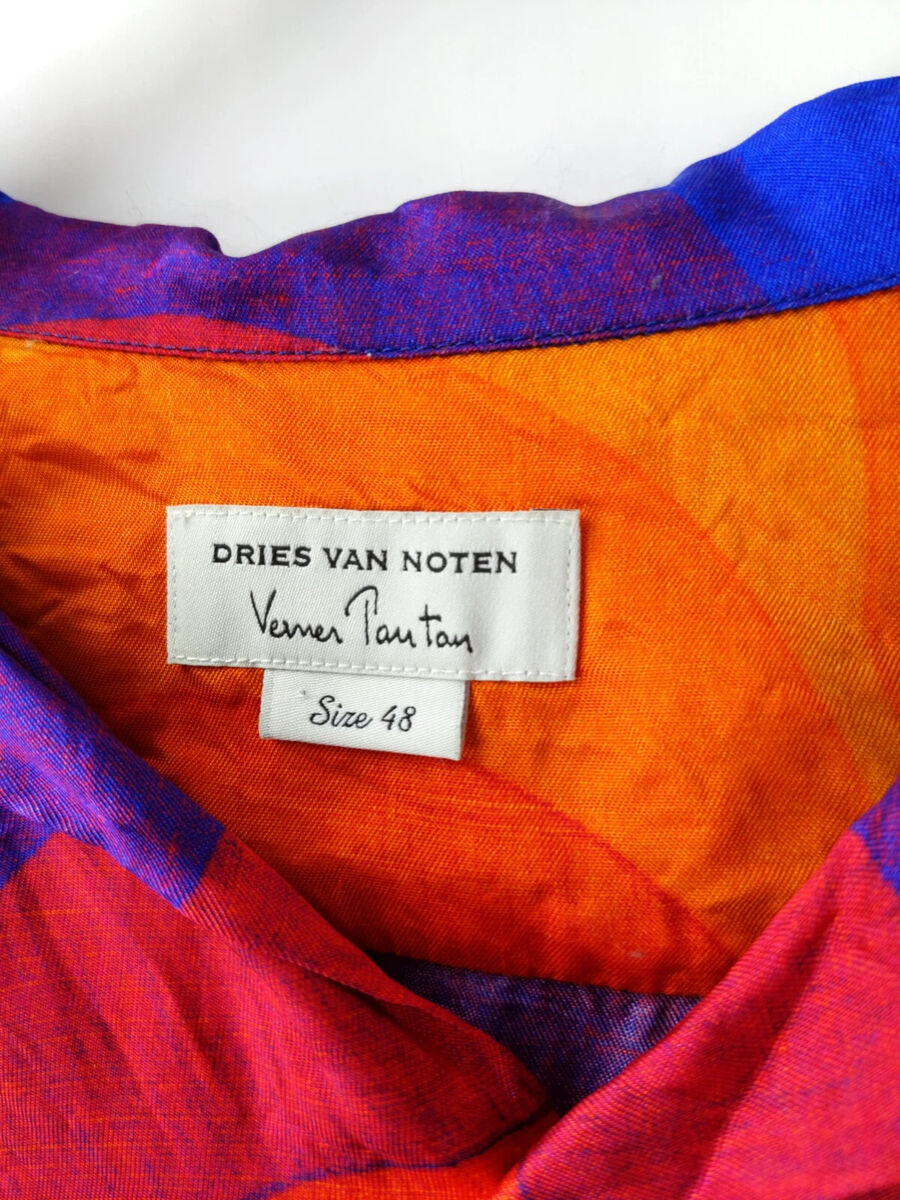 DRIES VAN NOTEN
Verner Panton
Size 48